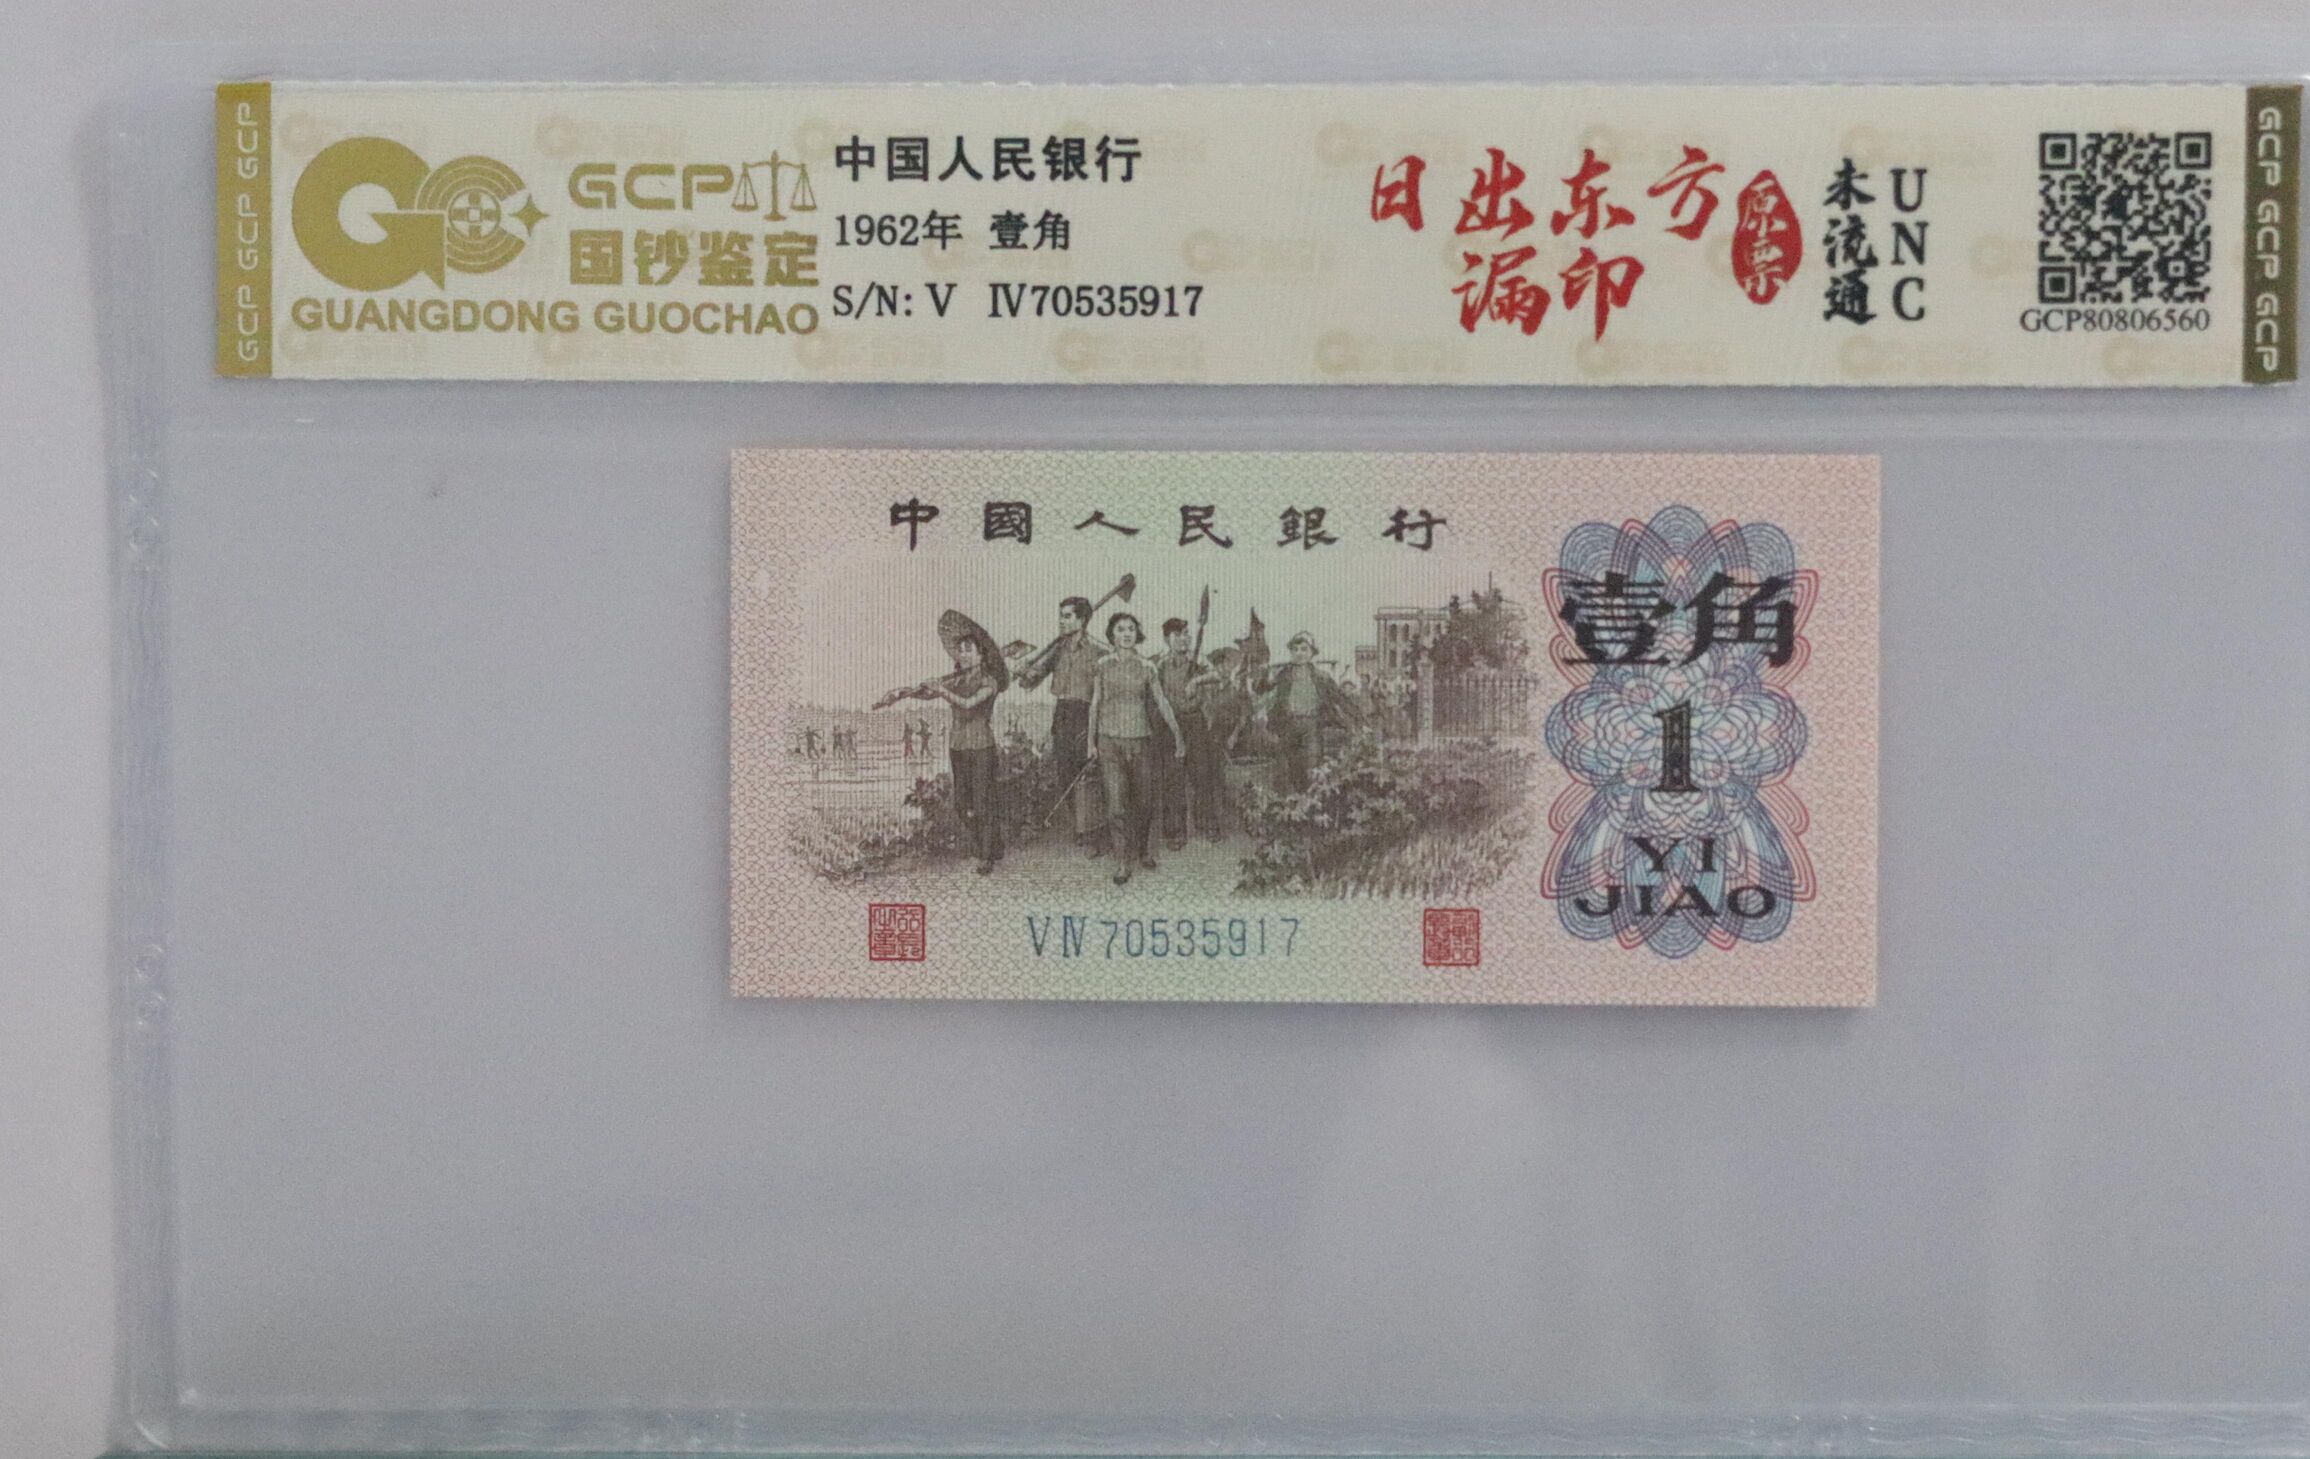 GCP GCP GCP
GCP
国钞鉴定
GUANGDONG GUOCHAO
中国人民银行
1962年 壹角
S/N: V Ⅳ70535917
日出东方
漏印
原票
未流通
UNC
GCP80806560
GCP GCP GCP
中國人民銀行
壹角
1
YI
JIAO
V Ⅳ 70535917